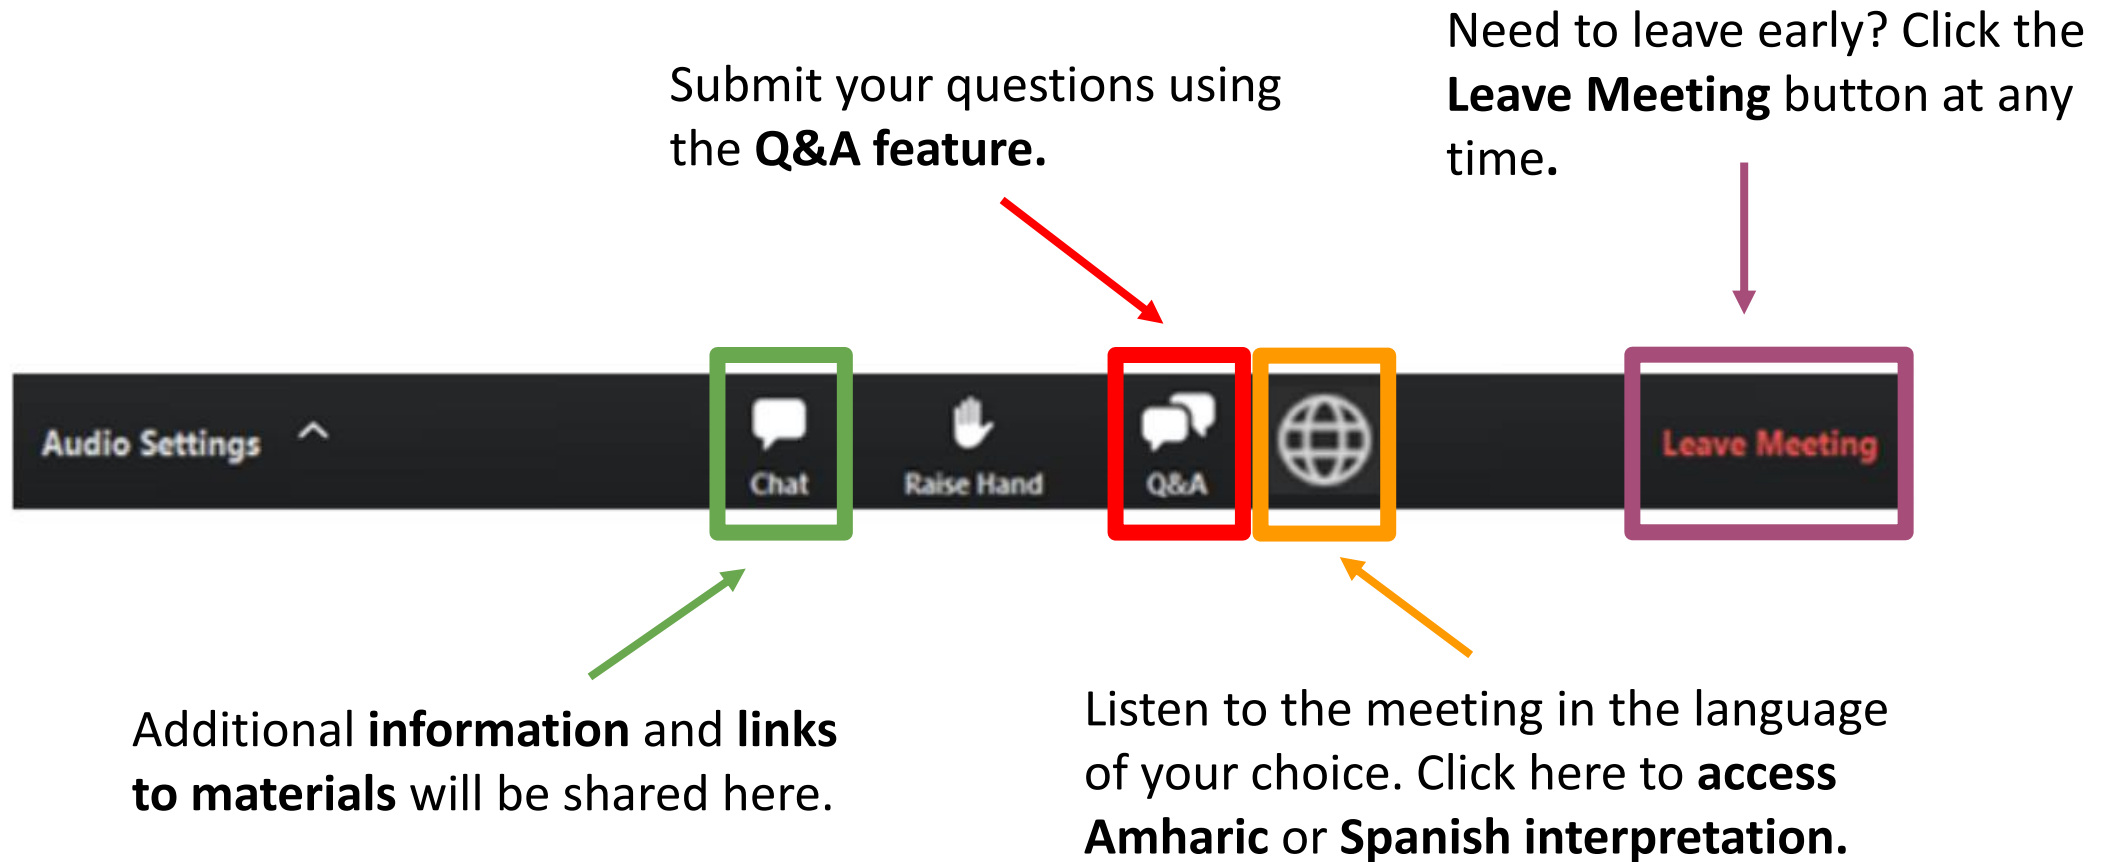 Need to leave early? Click the
Leave Meeting button at any
time.
Submit your questions using
the Q&A feature.
Audio Settings
Chat
Raise Hand
Q&A
Leave Meeting
Additional information and links
to materials will be shared here.
Listen to the meeting in the language
of your choice. Click here to access
Amharic or Spanish interpretation.